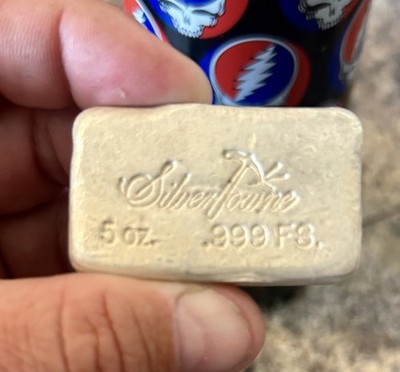 Silvertowne
5 oz. .999 FS.